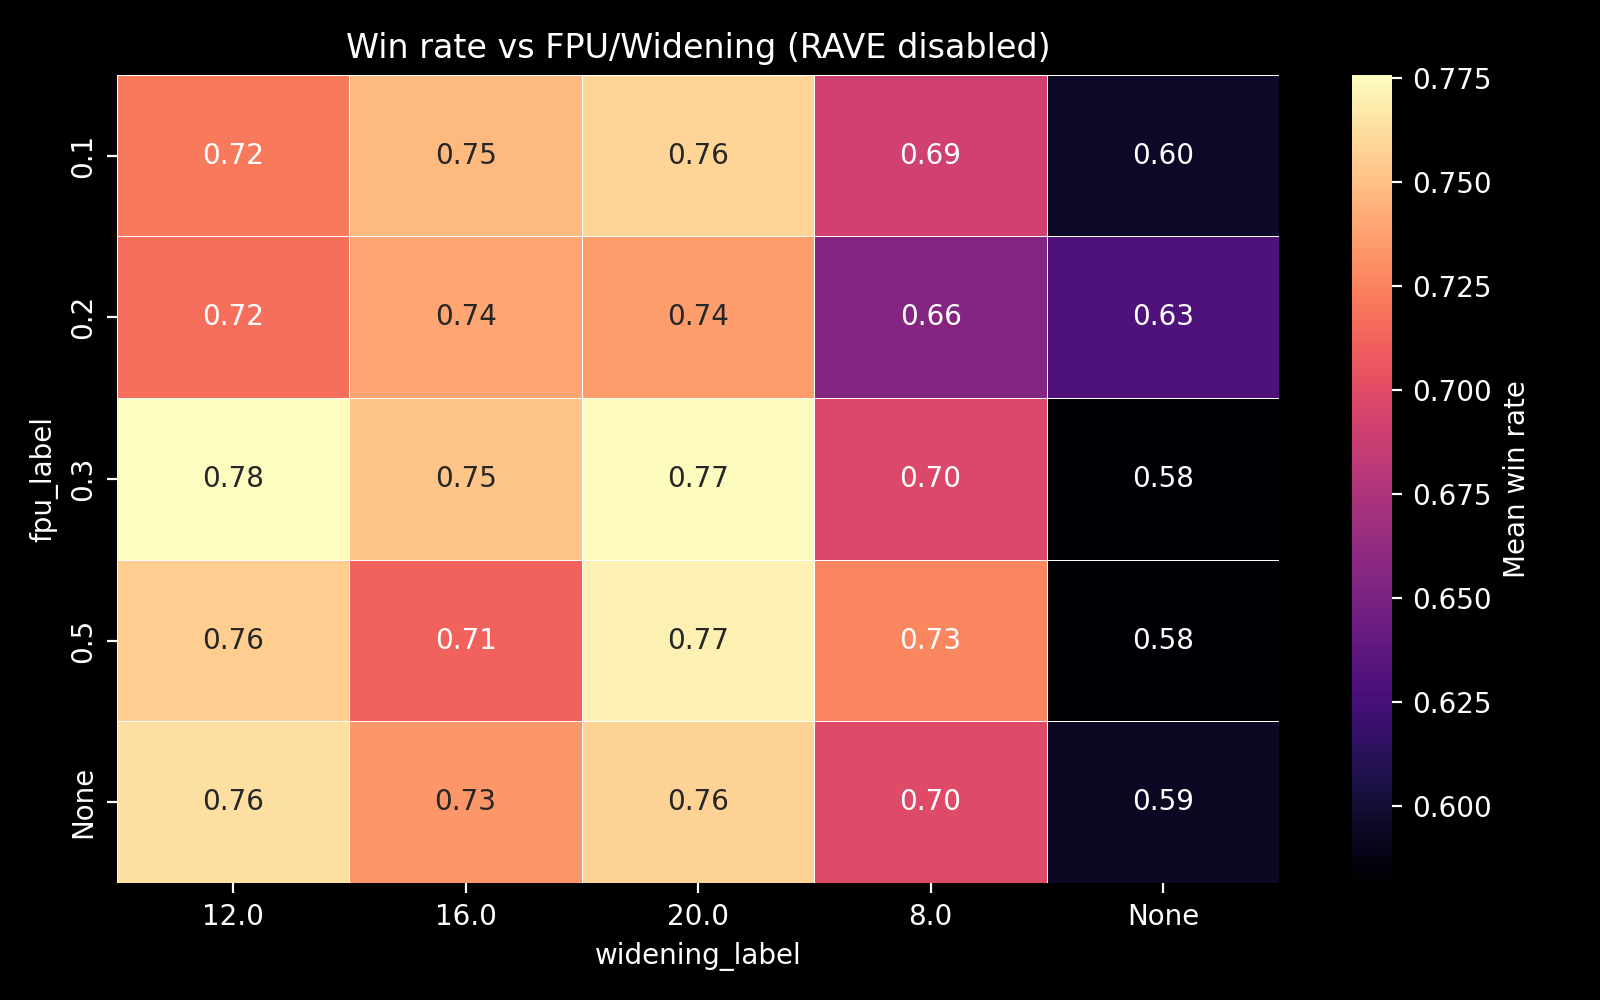 Win rate vs FPU/Widening (RAVE disabled)
0.1 0.72 0.75 0.76 0.69 0.60
0.2 0.72 0.74 0.74 0.66 0.63
0.3 0.78 0.75 0.77 0.70 0.58
0.5 0.76 0.71 0.77 0.73 0.58
None 0.76 0.73 0.76 0.70 0.59
12.0 16.0 20.0 8.0 None
widening_label
fpu_label
0.775
0.750
0.725
0.700
0.675
0.650
0.625
0.600
Mean win rate